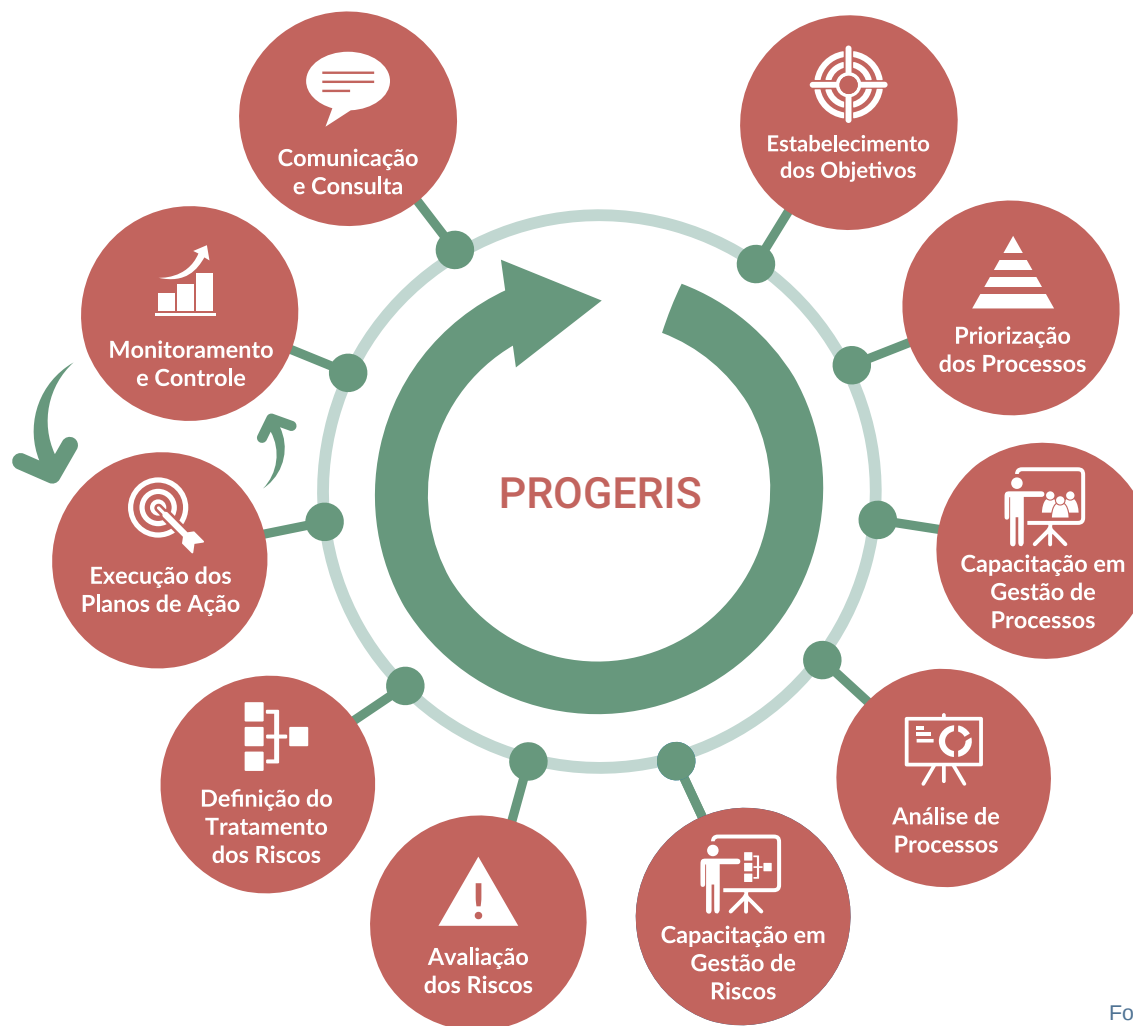 Comunicação
e Consulta
Estabelecimento
dos Objetivos
Priorização
dos Processos
Monitoramento
e Controle
PROGERIS
Capacitação em
Gestão de
Processos
Execução dos
Planos de Ação
Análise de
Processos
Definição do
Tratamento
dos Riscos
Capacitação em
Gestão de
Riscos
Avaliação
dos Riscos
Fo